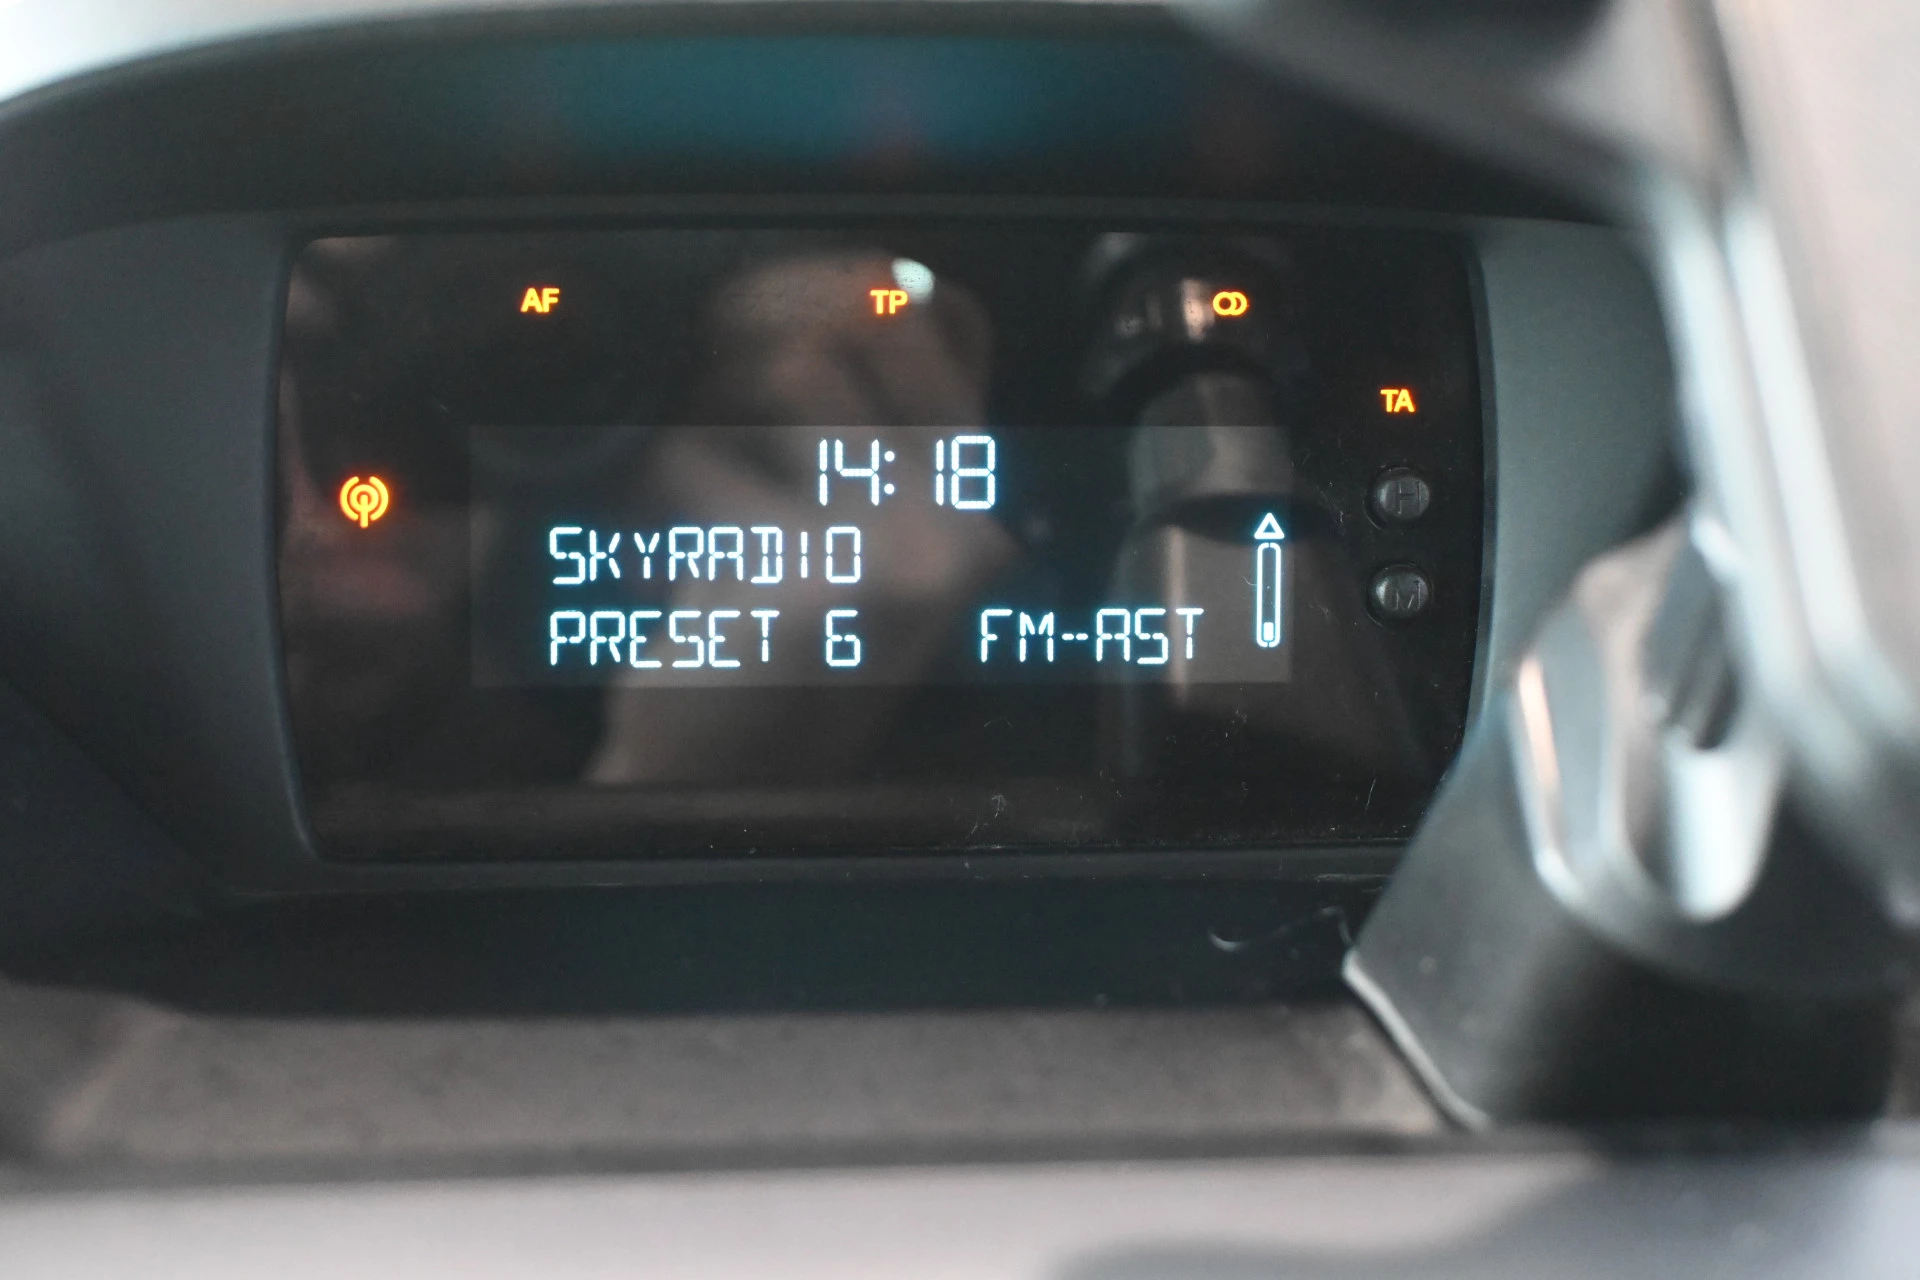 AF TP
TA
14:18
H
SKYRADIO
M
PRESET 6 FM--AST